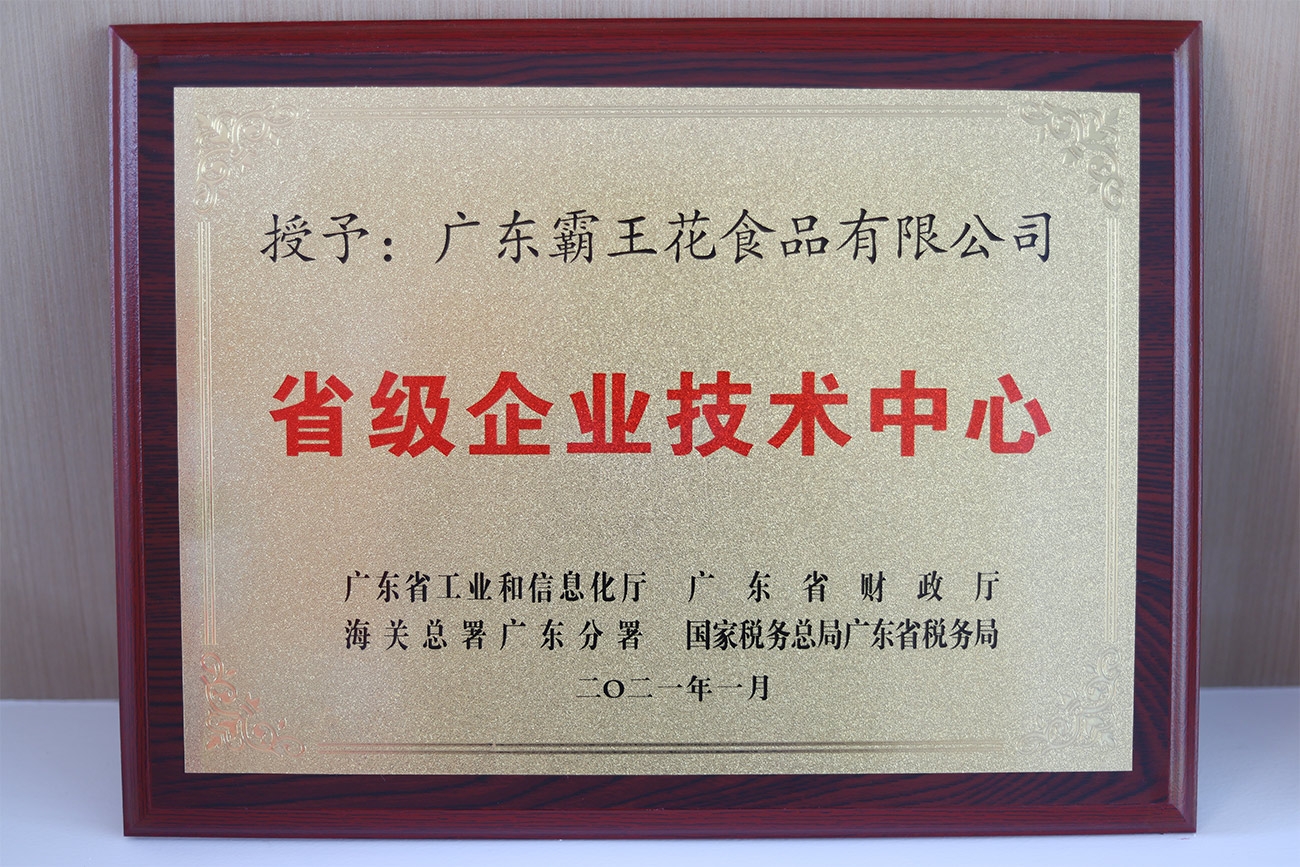 授予：广东霸王花食品有限公司
省级企业技术中心
广东省工业和信息化厅 广东省财政厅
海关总署广东分署 国家税务总局广东省税务局
二〇二一年一月